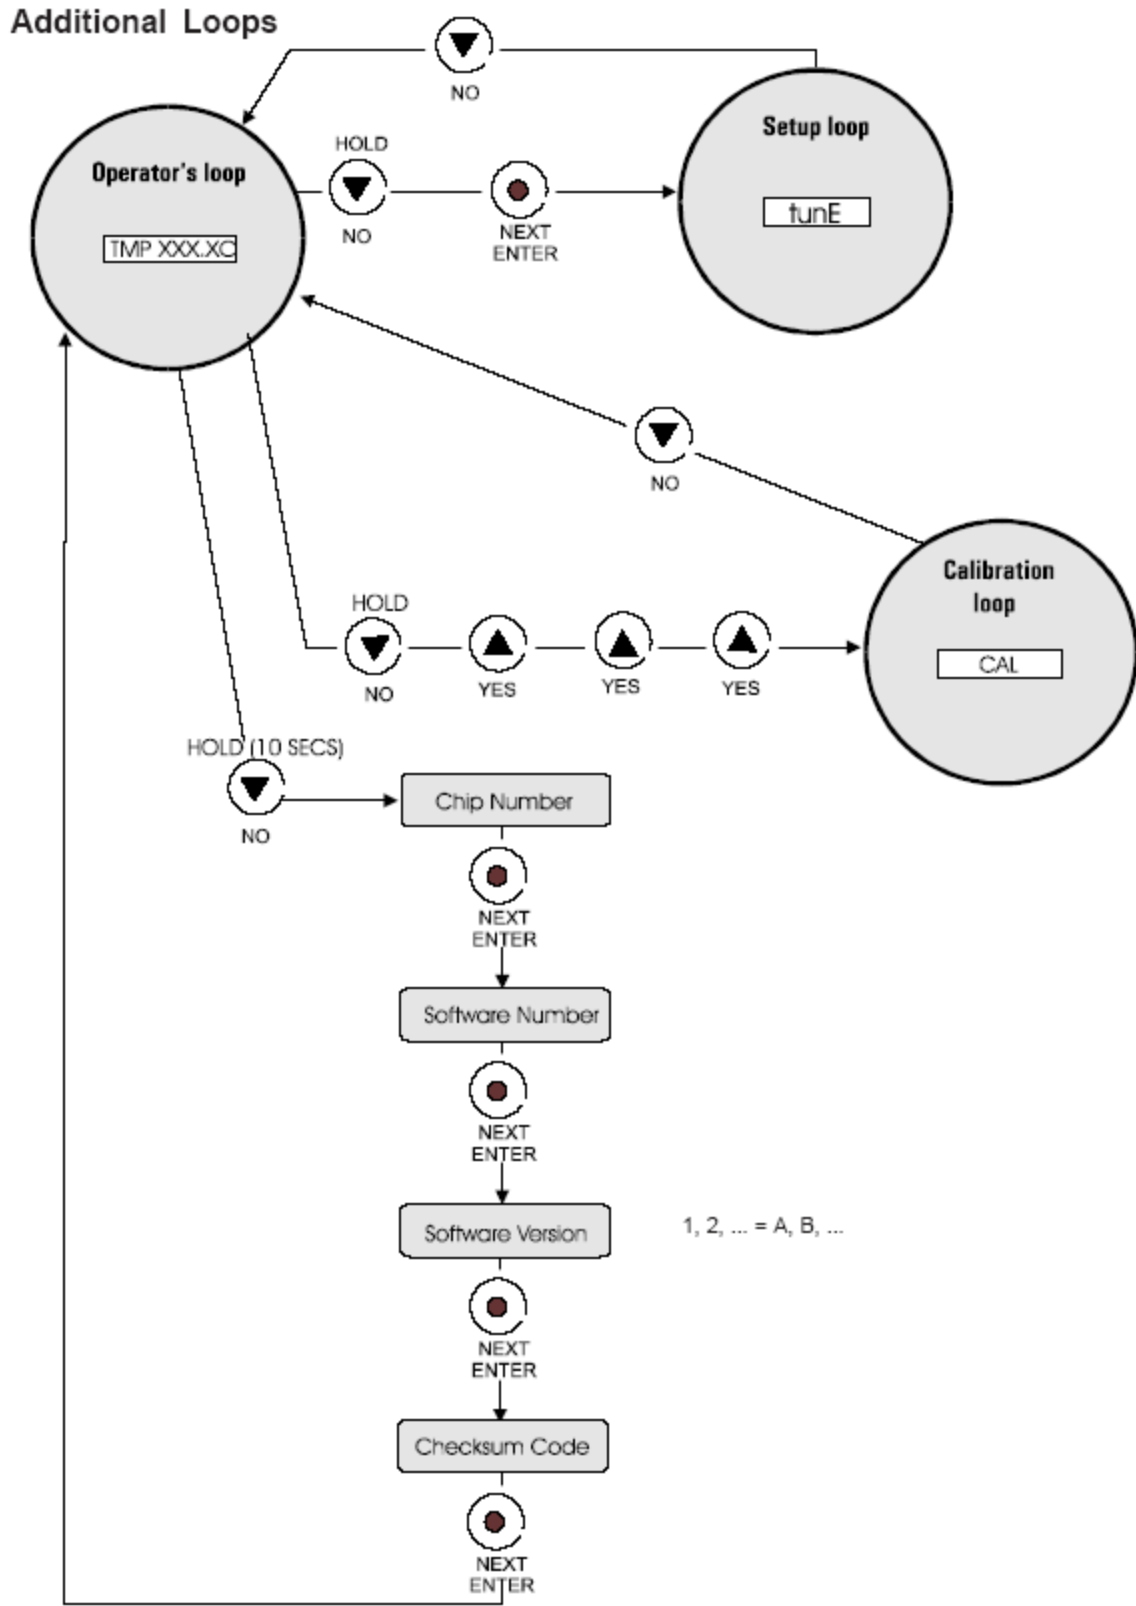 Additional Loops
NO
Setup loop
HOLD
Operator's loop
tunE
TMP XXX.XC
NO
NEXT
ENTER
NO
Calibration
loop
HOLD
CAL
NO
YES
YES
YES
HOLD (10 SECS)
Chip Number
NO
NEXT
ENTER
Software Number
NEXT
ENTER
Software Version
1, 2, ... = A, B, ...
NEXT
ENTER
Checksum Code
NEXT
ENTER